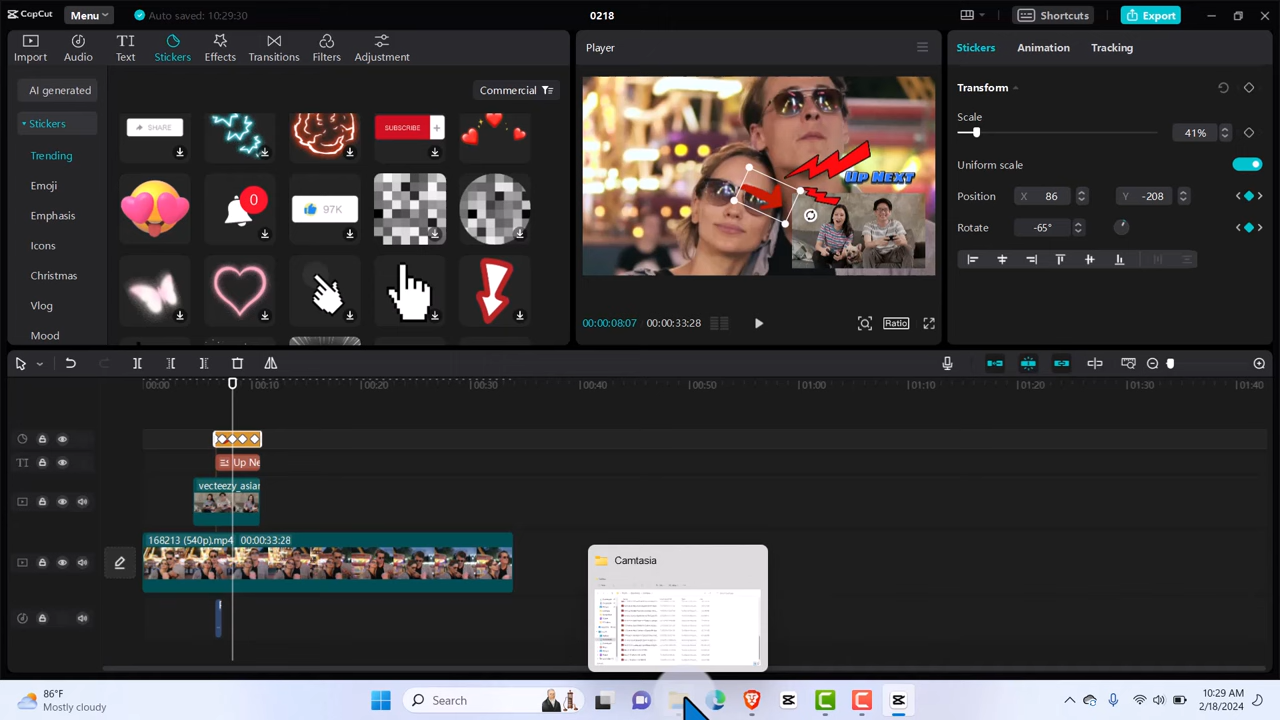 CapCut
Menu
Auto saved: 10:29:30
0218
Shortcuts
Export
Import
Audio
Text
Stickers
Effects
Transitions
Filters
Adjustment
AI generated
Stickers
Trending
Emoji
Emphasis
Icons
Christmas
Vlog
Mood
Commercial
SHARE
SUBSCRIBE
0
97K
Player
UP NEXT
00:00:08:07
00:00:33:28
Ratio
Stickers
Animation
Tracking
Transform
Scale
41%
Uniform scale
Position
X 86
Y -208
Rotate
-65°
00:00
00:10
00:20
00:30
00:40
00:50
01:00
01:10
01:20
01:30
01:40
Up Ne
vecteezy_asian
168213 (540p).mp4 00:00:33:28
Camtasia
86°F
Mostly cloudy
Search
10:29 AM
2/18/2024